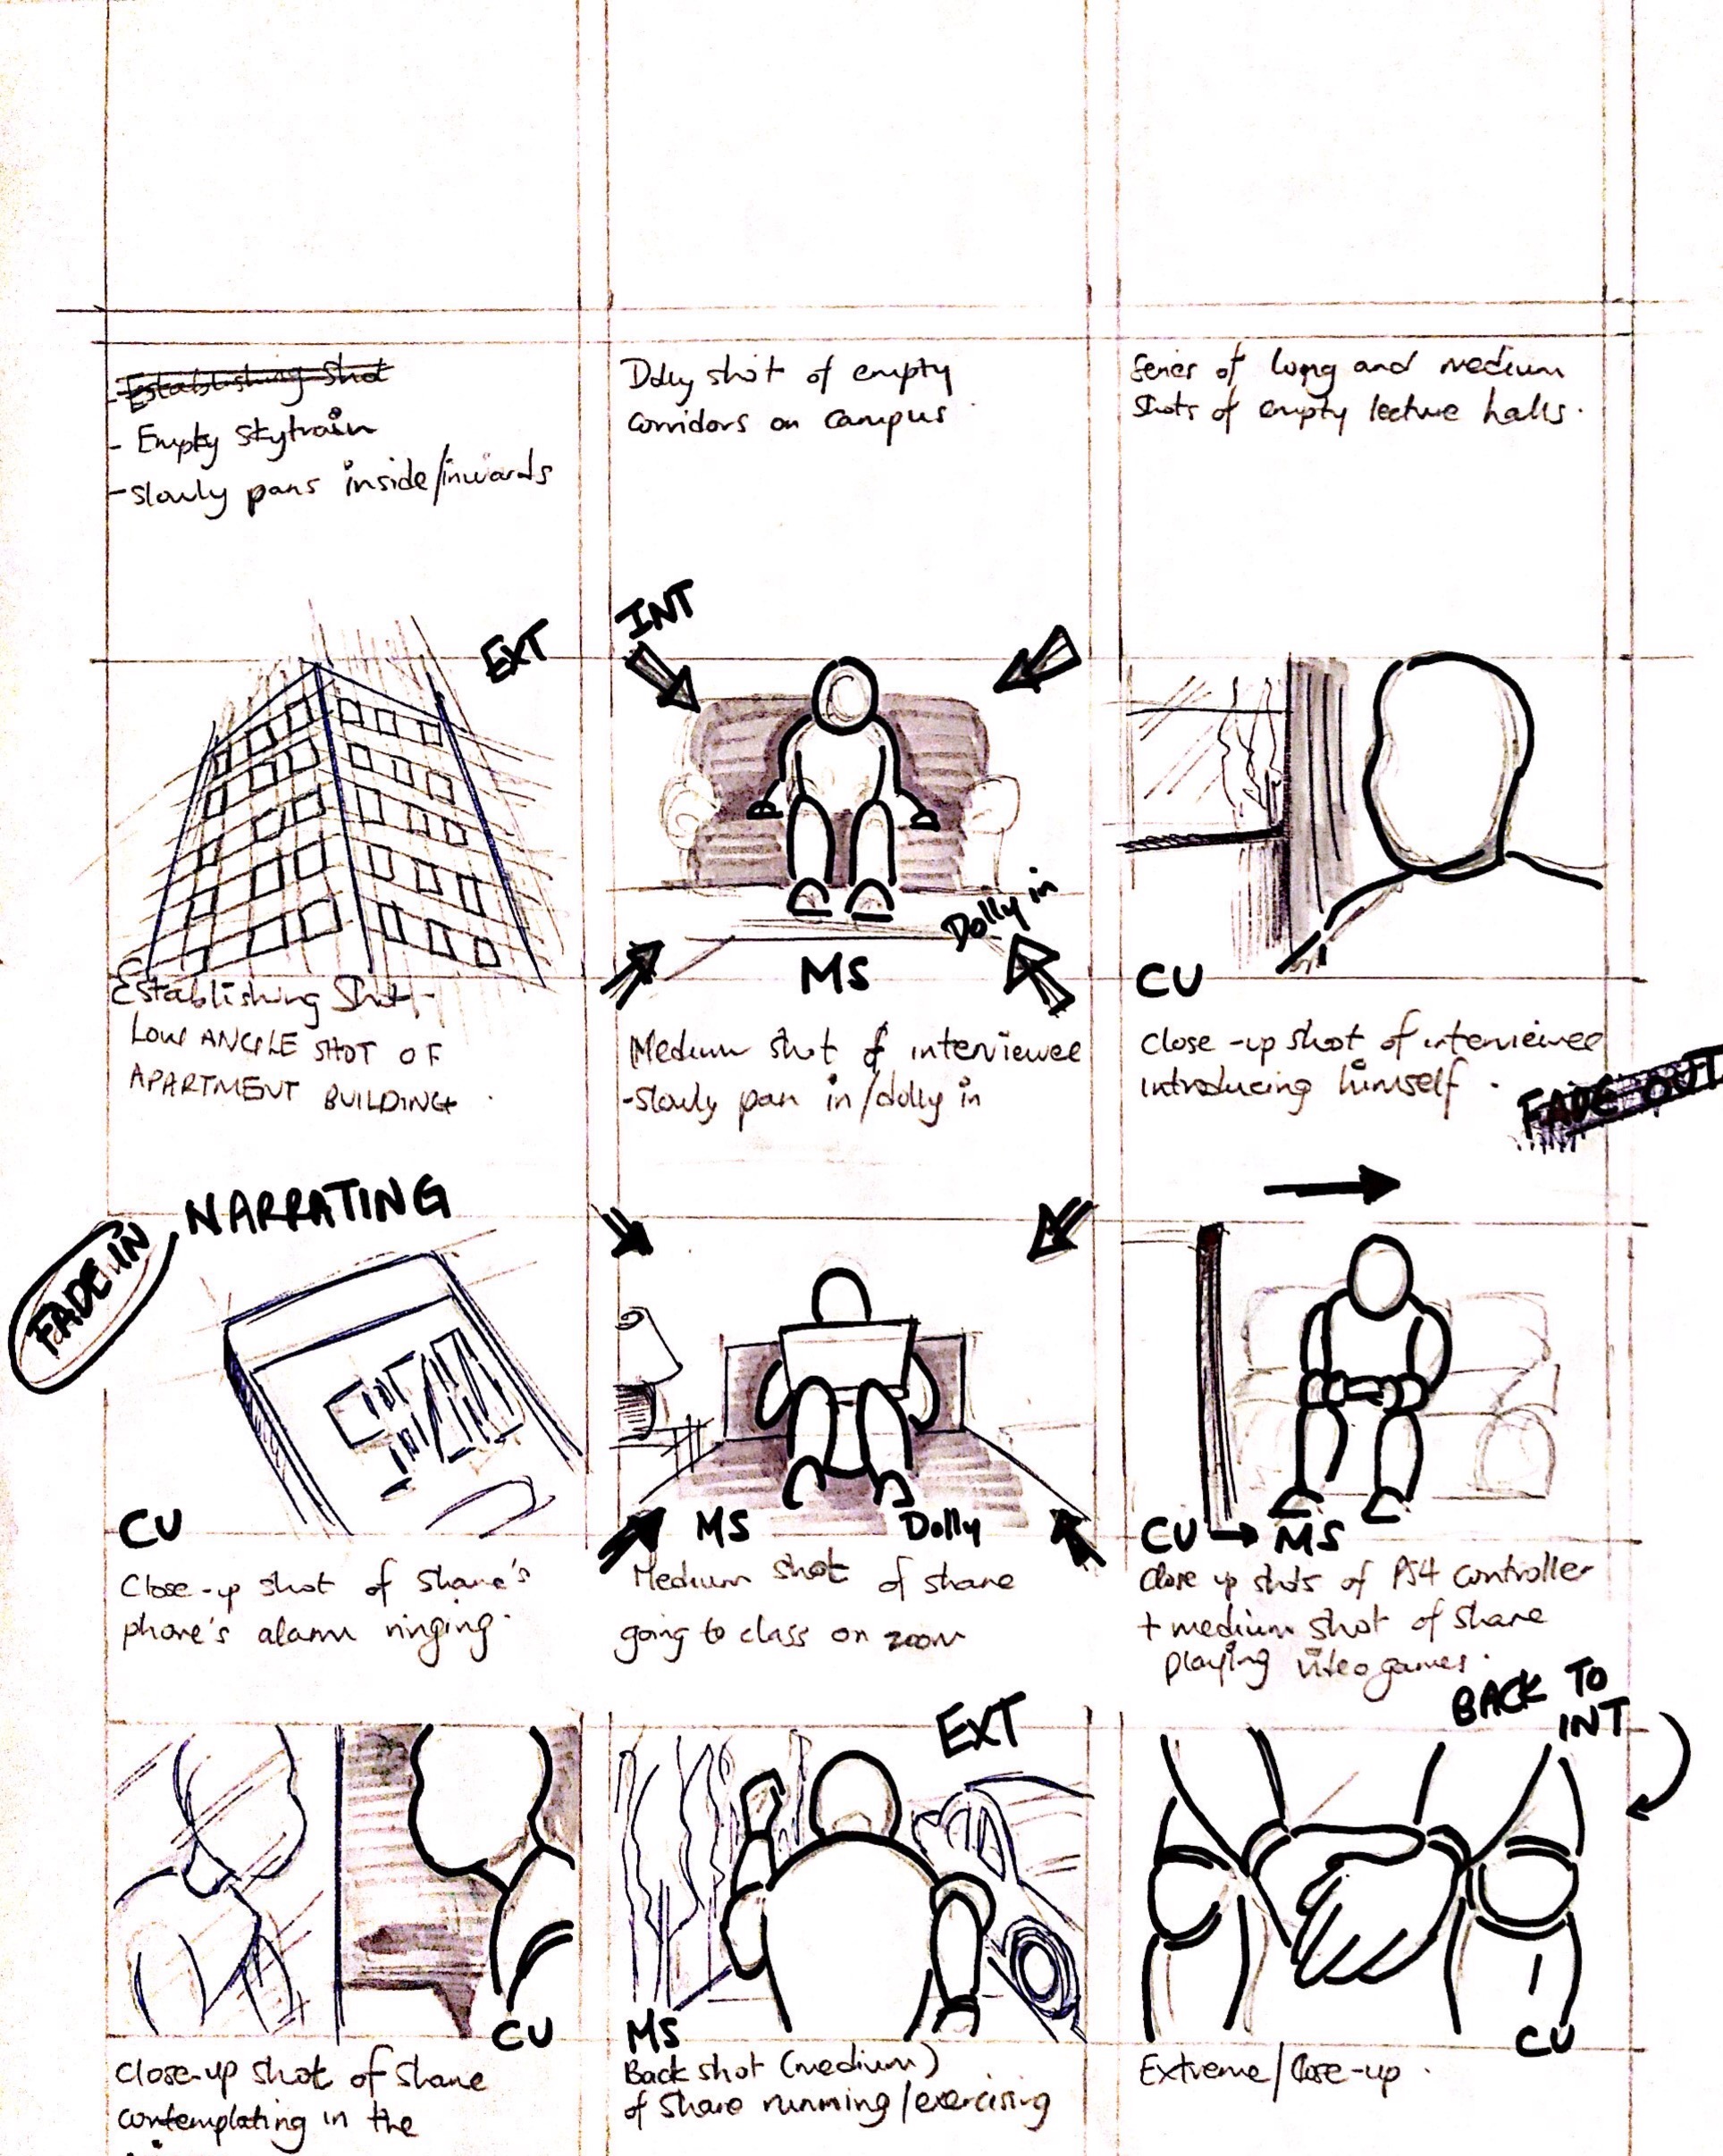 - Establishing shot
- Empty skytrain
- slowly pans inside/inwards
Dolly shot of empty
corridors on campus.
Series of long and medium
shots of empty lecture halls.
EXT
INT
Dolly in
MS
CU
Establishing Shot -
LOW ANGLE SHOT OF
APARTMENT BUILDING.
Medium shot of interviewee
-slowly pan in/dolly in
Close-up shot of interviewee
introducing himself.
FADE OUT
FADE IN
NARRATING
CU
MS
Dolly
CU → MS
Close-up shot of Shane's
phone's alarm ringing.
Medium shot of Shane
going to class on zoom
Close up shots of PS4 controller
+ medium shot of Shane
playing videogames.
EXT
BACK TO
INT
CU
MS
CU
Close-up shot of Shane
contemplating in the
Back shot (medium)
of Shane running/exercising
Extreme/Close-up.